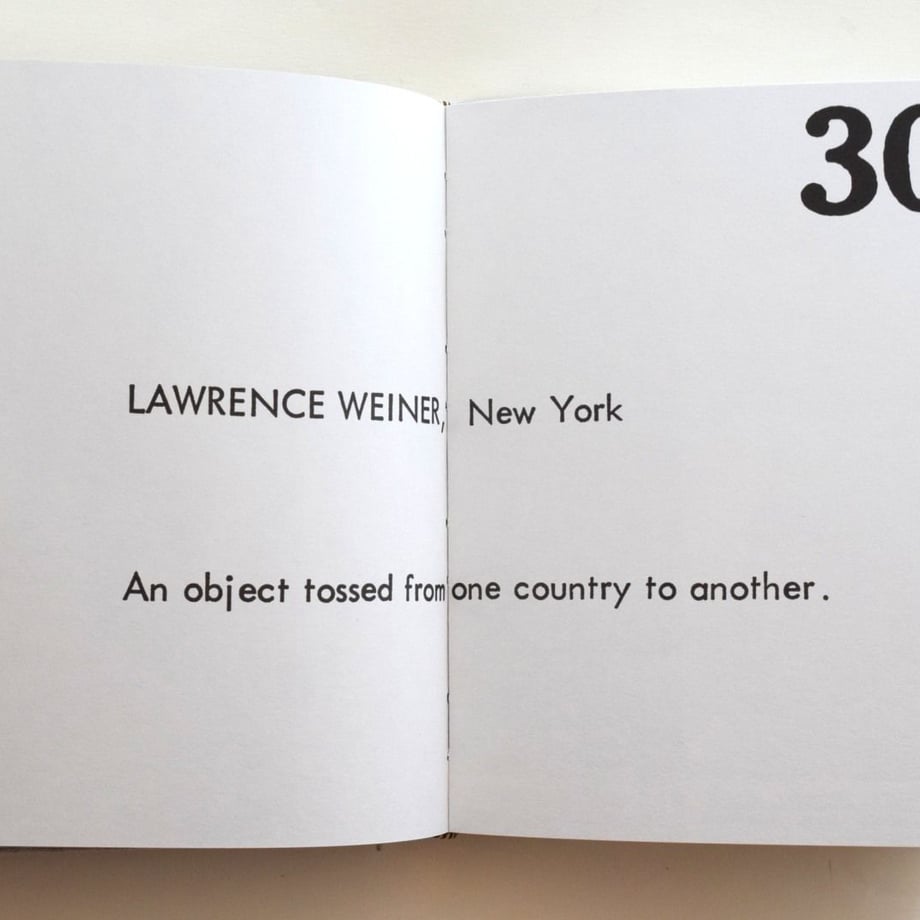 30
LAWRENCE WEINER, New York
An object tossed from one country to another.